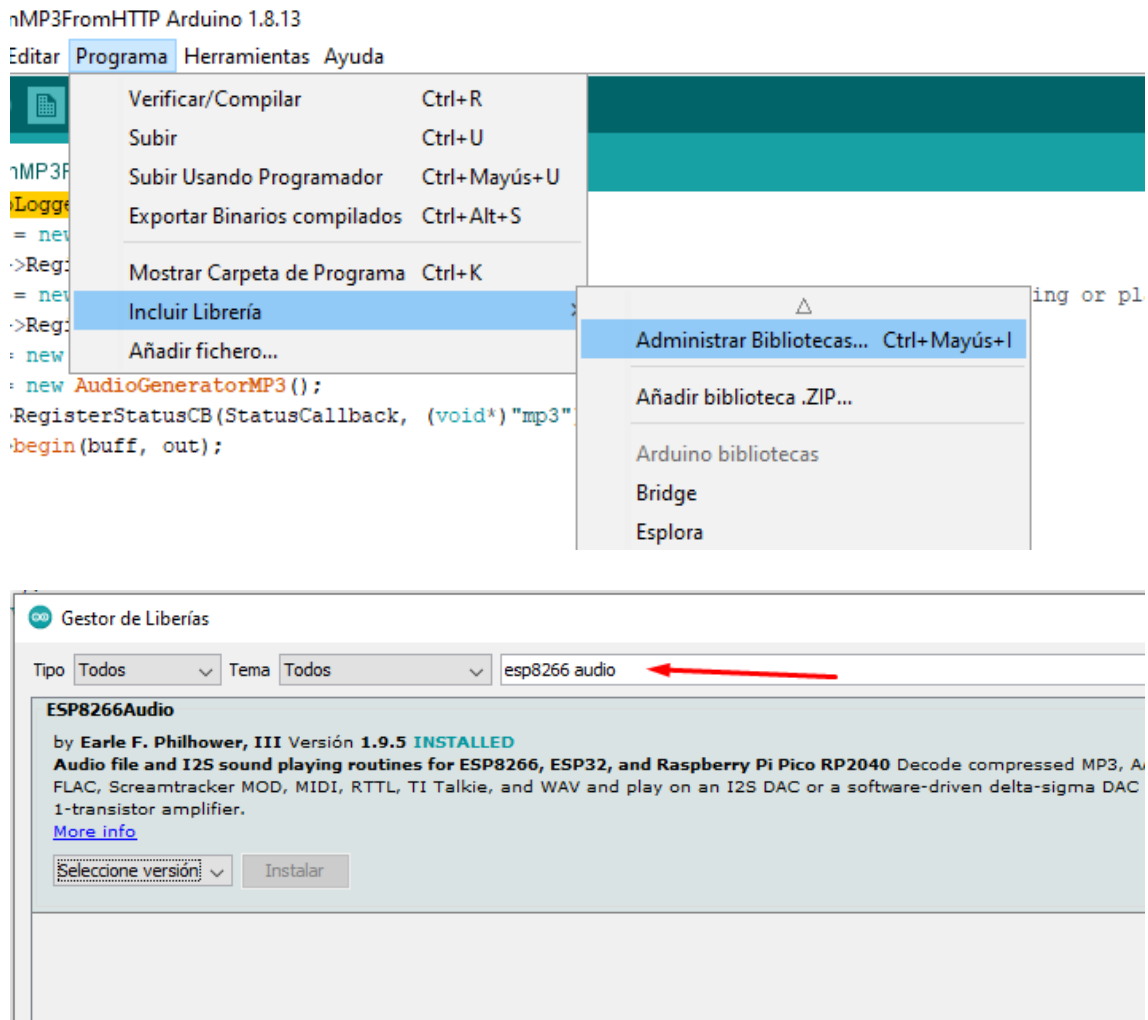 nMP3FromHTTP Arduino 1.8.13
Editar Programa Herramientas Ayuda
Verificar/Compilar Ctrl+R
Subir Ctrl+U
nMP3F
Subir Usando Programador Ctrl+Mayús+U
oLogge
Exportar Binarios compilados Ctrl+Alt+S
= new
->Regi
Mostrar Carpeta de Programa Ctrl+K
= new
Incluir Librería
ing or pl
->Regi
Añadir fichero...
Administrar Bibliotecas... Ctrl+Mayús+I
= new
= new AudioGeneratorMP3();
Añadir biblioteca .ZIP...
>RegisterStatusCB(StatusCallback, (void*)"mp3"
>begin(buff, out);
Arduino bibliotecas
Bridge
Esplora
Gestor de Liberías
Tipo Todos Tema Todos esp8266 audio
ESP8266Audio
by Earle F. Philhower, III Versión 1.9.5 INSTALLED
Audio file and I2S sound playing routines for ESP8266, ESP32, and Raspberry Pi Pico RP2040 Decode compressed MP3, A
FLAC, Screamtracker MOD, MIDI, RTTL, TI Talkie, and WAV and play on an I2S DAC or a software-driven delta-sigma DAC
1-transistor amplifier.
More info
Seleccione versión Instalar